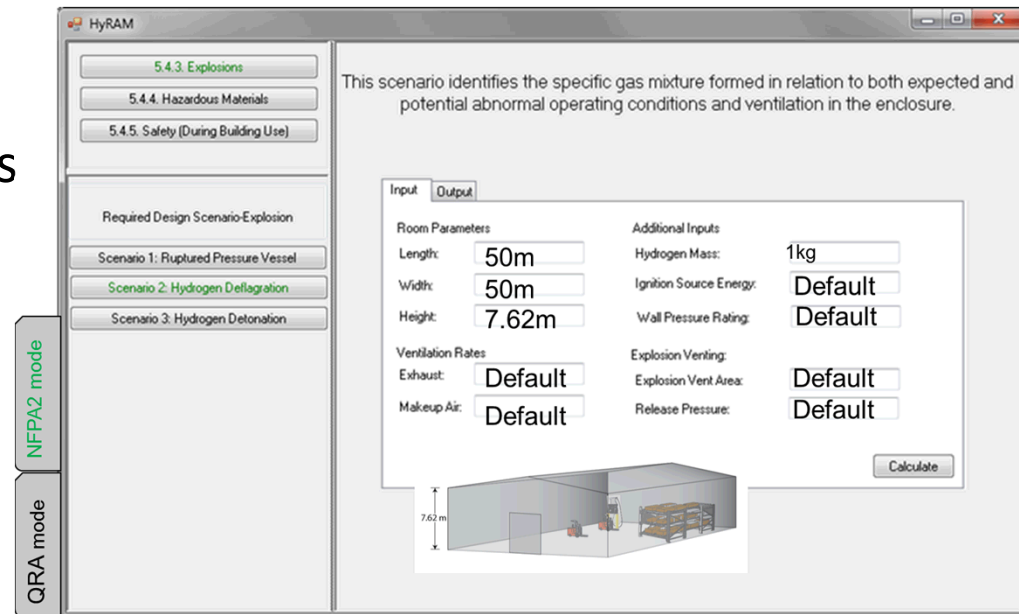 HyRAM
s
5.4.3. Explosions
5.4.4. Hazardous Materials
5.4.5. Safety (During Building Use)
Required Design Scenario-Explosion
Scenario 1: Ruptured Pressure Vessel
Scenario 2: Hydrogen Deflagration
Scenario 3: Hydrogen Detonation
NFPA2 mode
QRA mode
This scenario identifies the specific gas mixture formed in relation to both expected and
potential abnormal operating conditions and ventilation in the enclosure.
Input Output
Room Parameters
Length: 50m
Width: 50m
Height: 7.62m
Ventilation Rates
Exhaust: Default
Makeup Air: Default
Additional Inputs
Hydrogen Mass: 1kg
Ignition Source Energy: Default
Wall Pressure Rating: Default
Explosion Venting:
Explosion Vent Area: Default
Release Pressure: Default
Calculate
7.62 m